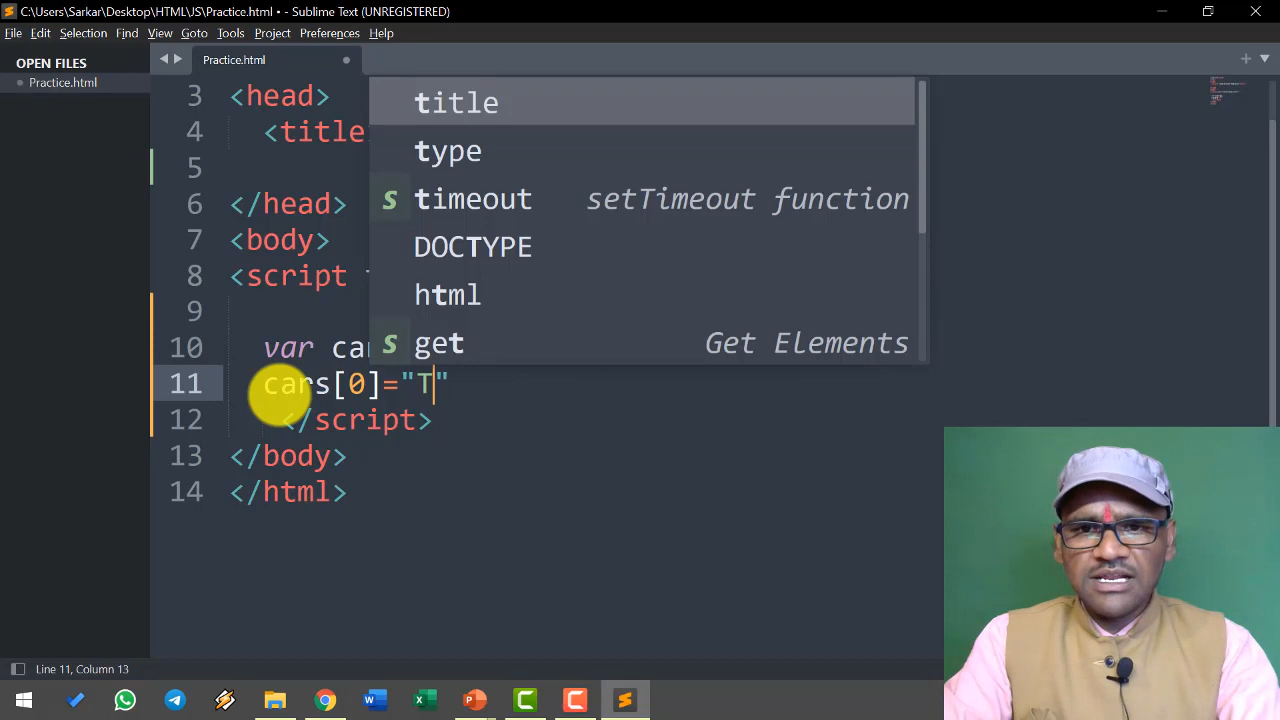 C:\Users\Sarkar\Desktop\HTML\JS\Practice.html • - Sublime Text (UNREGISTERED)
File Edit Selection Find View Goto Tools Project Preferences Help
OPEN FILES
Practice.html
Practice.html
3 <head>
4 <title
5
6 </head>
7 <body>
8 <script
9
10 var car
11 cars[0]="T"
12 </script>
13 </body>
14 </html>
title
type
s timeout setTimeout function
DOCTYPE
html
s get Get Elements
Line 11, Column 13